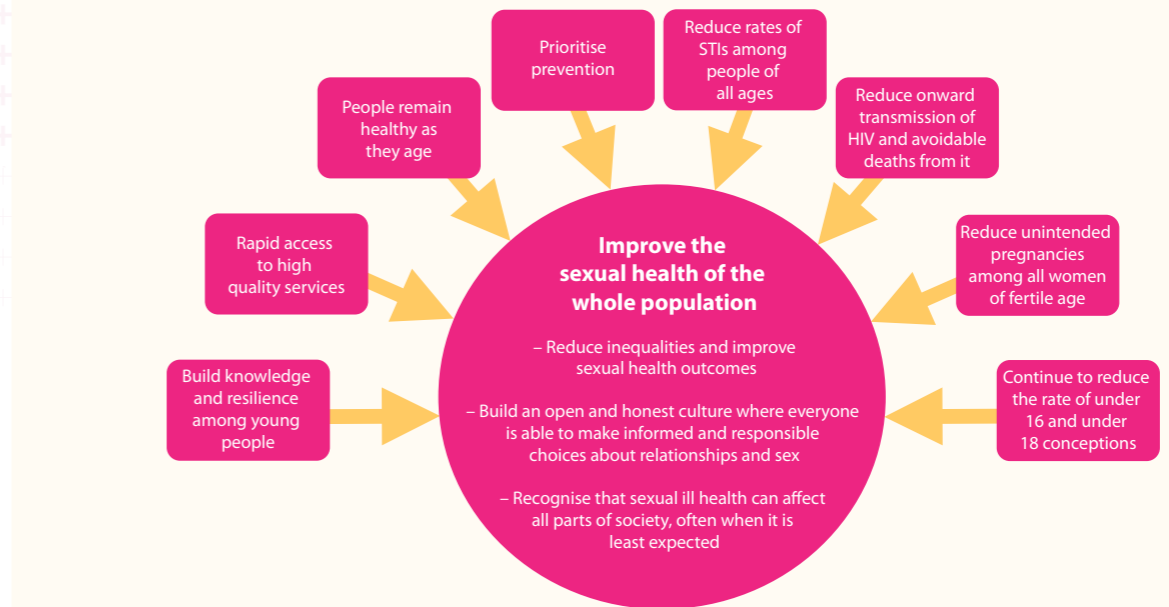 Build knowledge
and resilience
among young
people
Rapid access
to high
quality services
People remain
healthy as
they age
Prioritise
prevention
Reduce rates of
STIs among
people of
all ages
Reduce onward
transmission of
HIV and avoidable
deaths from it
Reduce unintended
pregnancies
among all women
of fertile age
Continue to reduce
the rate of under
16 and under
18 conceptions
Improve the
sexual health of the
whole population
– Reduce inequalities and improve
sexual health outcomes
– Build an open and honest culture where everyone
is able to make informed and responsible
choices about relationships and sex
– Recognise that sexual ill health can affect
all parts of society, often when it is
least expected